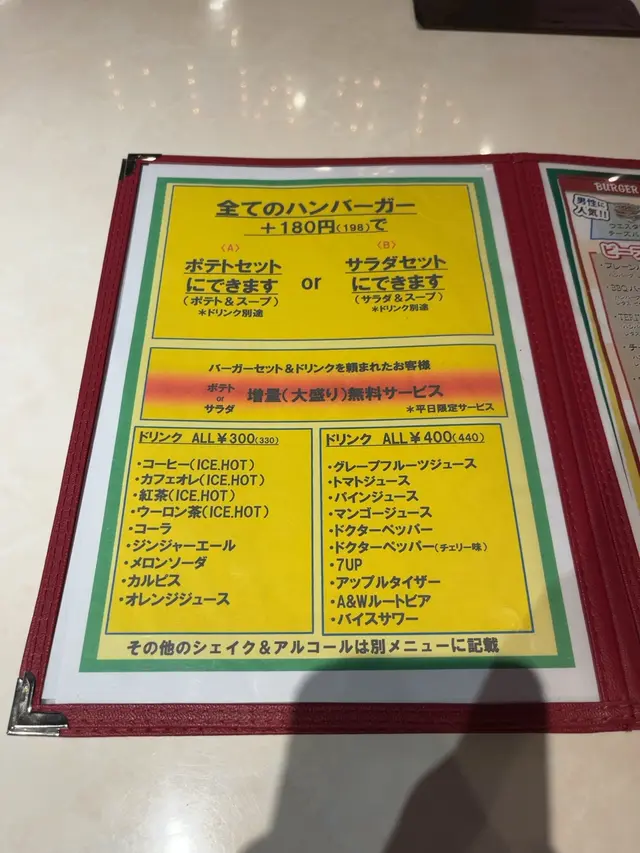 全てのハンバーガー
+180円(198)で
〈A〉
ポテトセット
にできます
(ポテト&スープ)
*ドリンク別途
or
〈B〉
サラダセット
にできます
(サラダ&スープ)
*ドリンク別途
バーガーセット&ドリンクを頼まれたお客様
ポテト
or
サラダ
増量(大盛り)無料サービス
*平日限定サービス
ドリンク ALL¥300(330)
・コーヒー(ICE.HOT)
・カフェオレ(ICE.HOT)
・紅茶(ICE.HOT)
・ウーロン茶(ICE.HOT)
・コーラ
・ジンジャーエール
・メロンソーダ
・カルピス
・オレンジジュース
ドリンク ALL¥400(440)
・グレープフルーツジュース
・トマトジュース
・パインジュース
・マンゴージュース
・ドクターペッパー
・ドクターペッパー(チェリー味)
・7UP
・アップルタイザー
・A&Wルートビア
・バイスサワー
その他のシェイク&アルコールは別メニューに記載
BURGER
男性に
人気!!